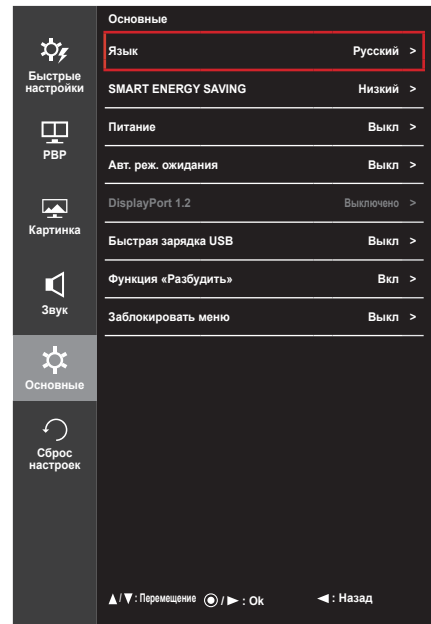 Быстрые
настройки
PBP
Картинка
Звук
Основные
Сброс
настроек
Основные
Язык Русский >
SMART ENERGY SAVING Низкий >
Питание Выкл >
Авт. реж. ожидания Выкл >
DisplayPort 1.2 Выключено >
Быстрая зарядка USB Выкл >
Функция «Разбудить» Вкл >
Заблокировать меню Выкл >
▲/▼: Перемещение ◉/►: Ok ◄: Назад